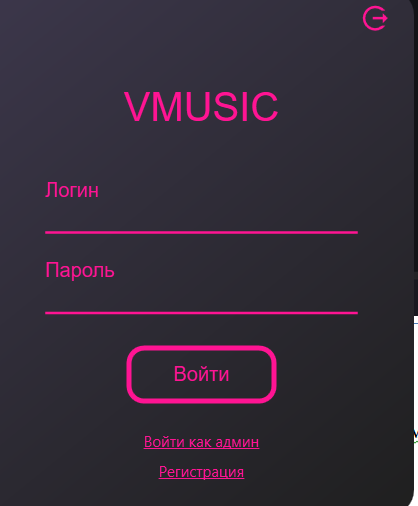 VMUSIC
Логин
Пароль
Войти
Войти как админ
Регистрация